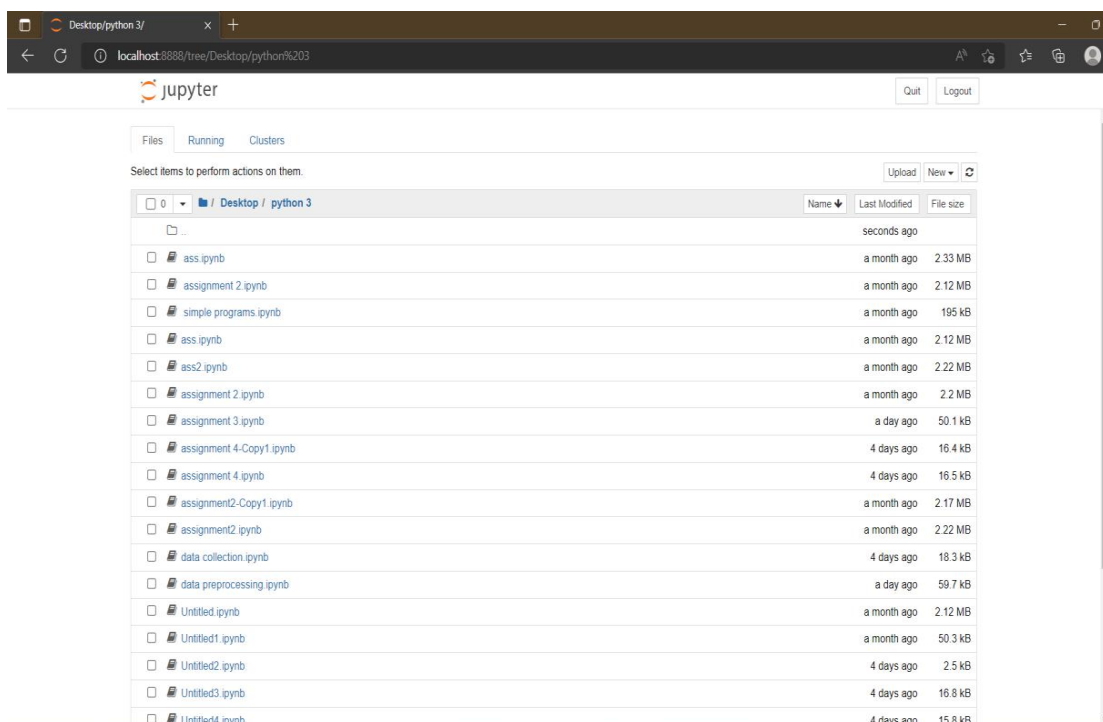 Desktop/python 3/
localhost:8888/tree/Desktop/python%203
jupyter
Quit Logout
Files Running Clusters
Select items to perform actions on them.
Upload New
0 / Desktop / python 3 Name Last Modified File size
.. seconds ago
ass.ipynb a month ago 2.33 MB
assignment 2.ipynb a month ago 2.12 MB
simple programs.ipynb a month ago 195 kB
ass.ipynb a month ago 2.12 MB
ass2.ipynb a month ago 2.22 MB
assignment 2.ipynb a month ago 2.2 MB
assignment 3.ipynb a day ago 50.1 kB
assignment 4-Copy1.ipynb 4 days ago 16.4 kB
assignment 4.ipynb 4 days ago 16.5 kB
assignment2-Copy1.ipynb a month ago 2.17 MB
assignment2.ipynb a month ago 2.22 MB
data collection.ipynb 4 days ago 18.3 kB
data preprocessing.ipynb a day ago 59.7 kB
Untitled.ipynb a month ago 2.12 MB
Untitled1.ipynb a month ago 50.3 kB
Untitled2.ipynb 4 days ago 2.5 kB
Untitled3.ipynb 4 days ago 16.8 kB
Untitled4.ipynb 4 days ago 15.8 kB